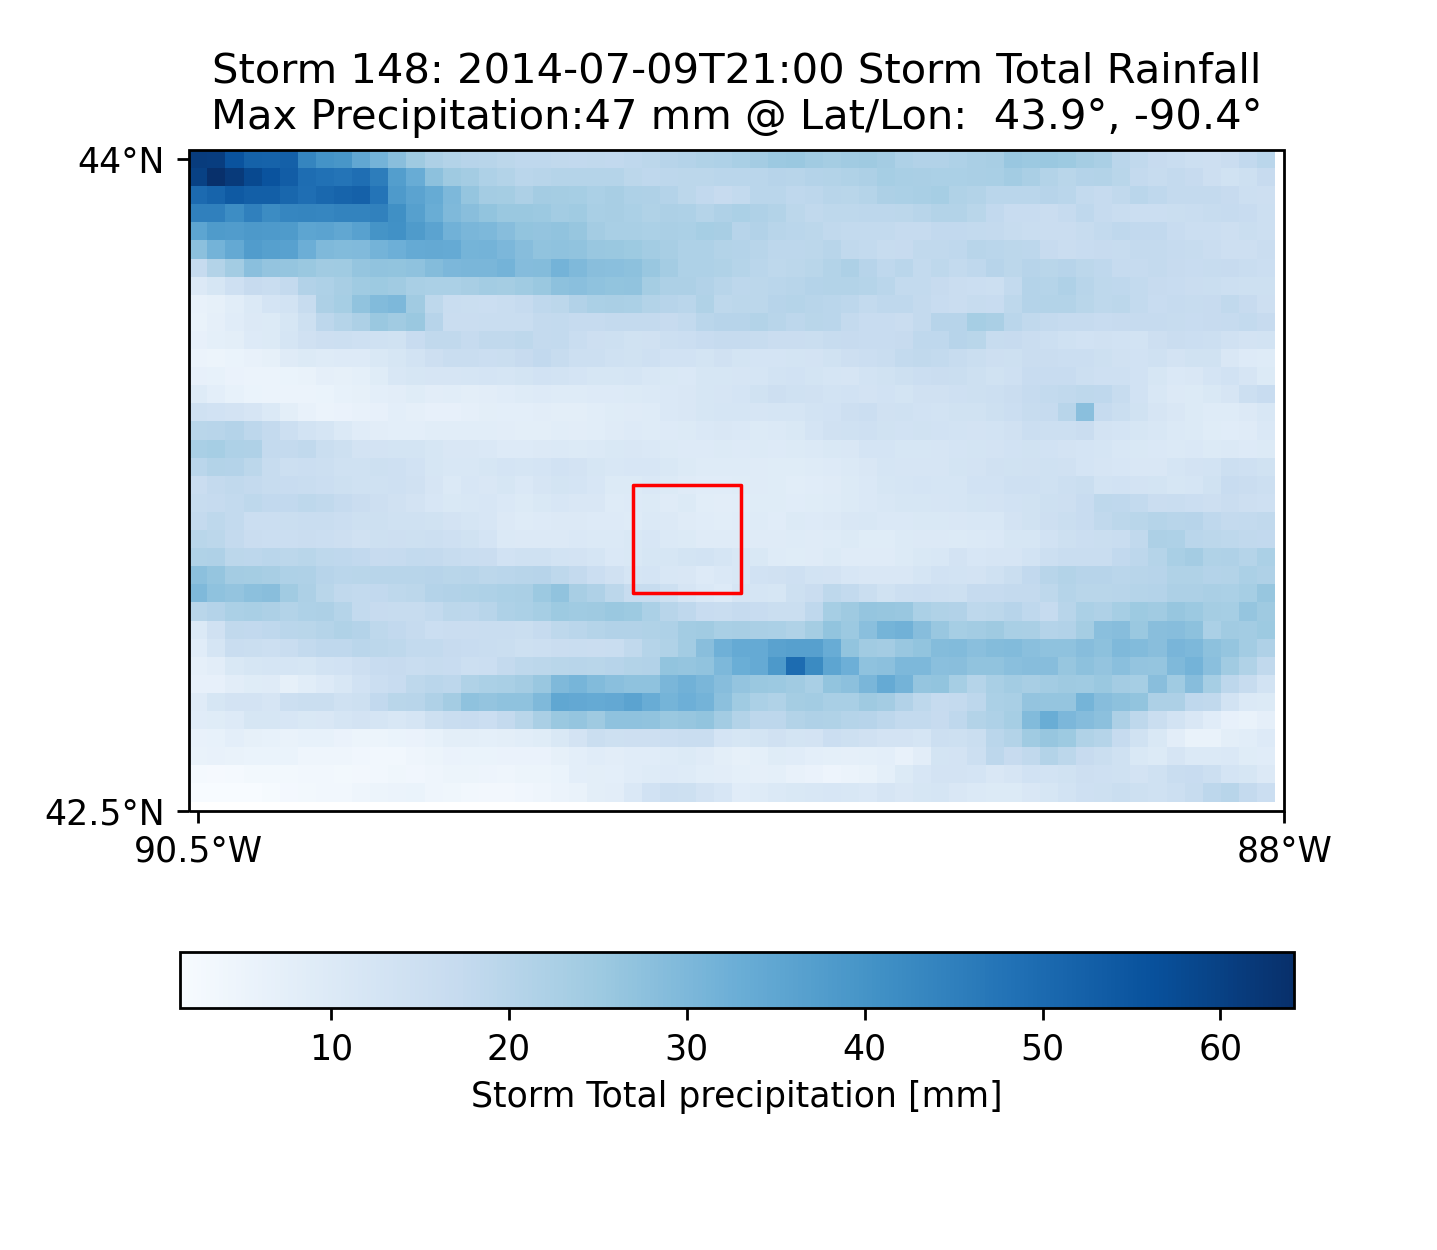 Storm 148: 2014-07-09T21:00 Storm Total Rainfall
Max Precipitation:47 mm @ Lat/Lon:  43.9°, -90.4°
44°N
42.5°N
90.5°W 88°W
10 20 30 40 50 60
Storm Total precipitation [mm]